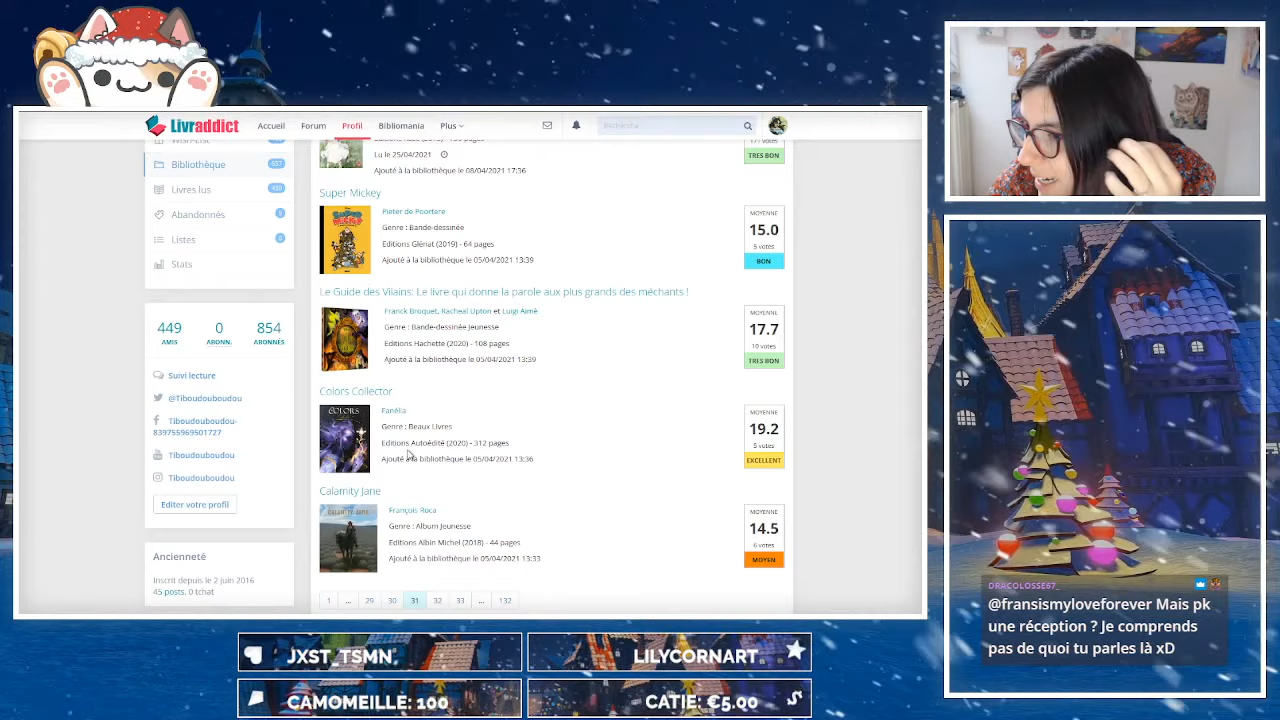 Livraddict
Accueil
Forum
Profil
Bibliomania
Plus
Recherche
Wish-List
Bibliothèque
Livres lus
Abandonnés 0
Listes 0
Stats
449 0 854
AMIS ABONN. ABONNÉS
Suivi lecture
@Tiboudouboudou
Tiboudouboudou-
839755969501727
Tiboudouboudou
Tiboudouboudou
Editer votre profil
Ancienneté
Inscrit depuis le 2 juin 2016
45 posts, 0 tchat
Lu le 25/04/2021
Ajouté à la bibliothèque le 08/04/2021 17:36
TRES BON
Super Mickey
Pieter de Poortere
Genre : Bande-dessinée
Editions Glénat (2019) - 64 pages
Ajouté à la bibliothèque le 05/04/2021 13:39
MOYENNE
15.0
5 votes
BON
Le Guide des Vilains: Le livre qui donne la parole aux plus grands des méchants !
Franck Broquet, Racheal Upton et Luigi Aimè
Genre : Bande-dessinée Jeunesse
Editions Hachette (2020) - 108 pages
Ajouté à la bibliothèque le 05/04/2021 13:39
MOYENNE
17.7
10 votes
TRES BON
Colors Collector
COLORS
Fanélia
Genre : Beaux Livres
Editions Autoédité (2020) - 312 pages
Ajouté à la bibliothèque le 05/04/2021 13:36
MOYENNE
19.2
5 votes
EXCELLENT
Calamity Jane
CALAMITY JANE
François Roca
Genre : Album Jeunesse
Editions Albin Michel (2018) - 44 pages
Ajouté à la bibliothèque le 05/04/2021 13:33
MOYENNE
14.5
6 votes
MOYEN
1 ... 29 30 31 32 33 ... 132
DRACOLOSSE67_
@fransismyloveforever Mais pk
une réception ? Je comprends
pas de quoi tu parles là xD
JXST_TSMN_
LILYCORNART
CAMOMEILLE: 100
CATIE: €5.00